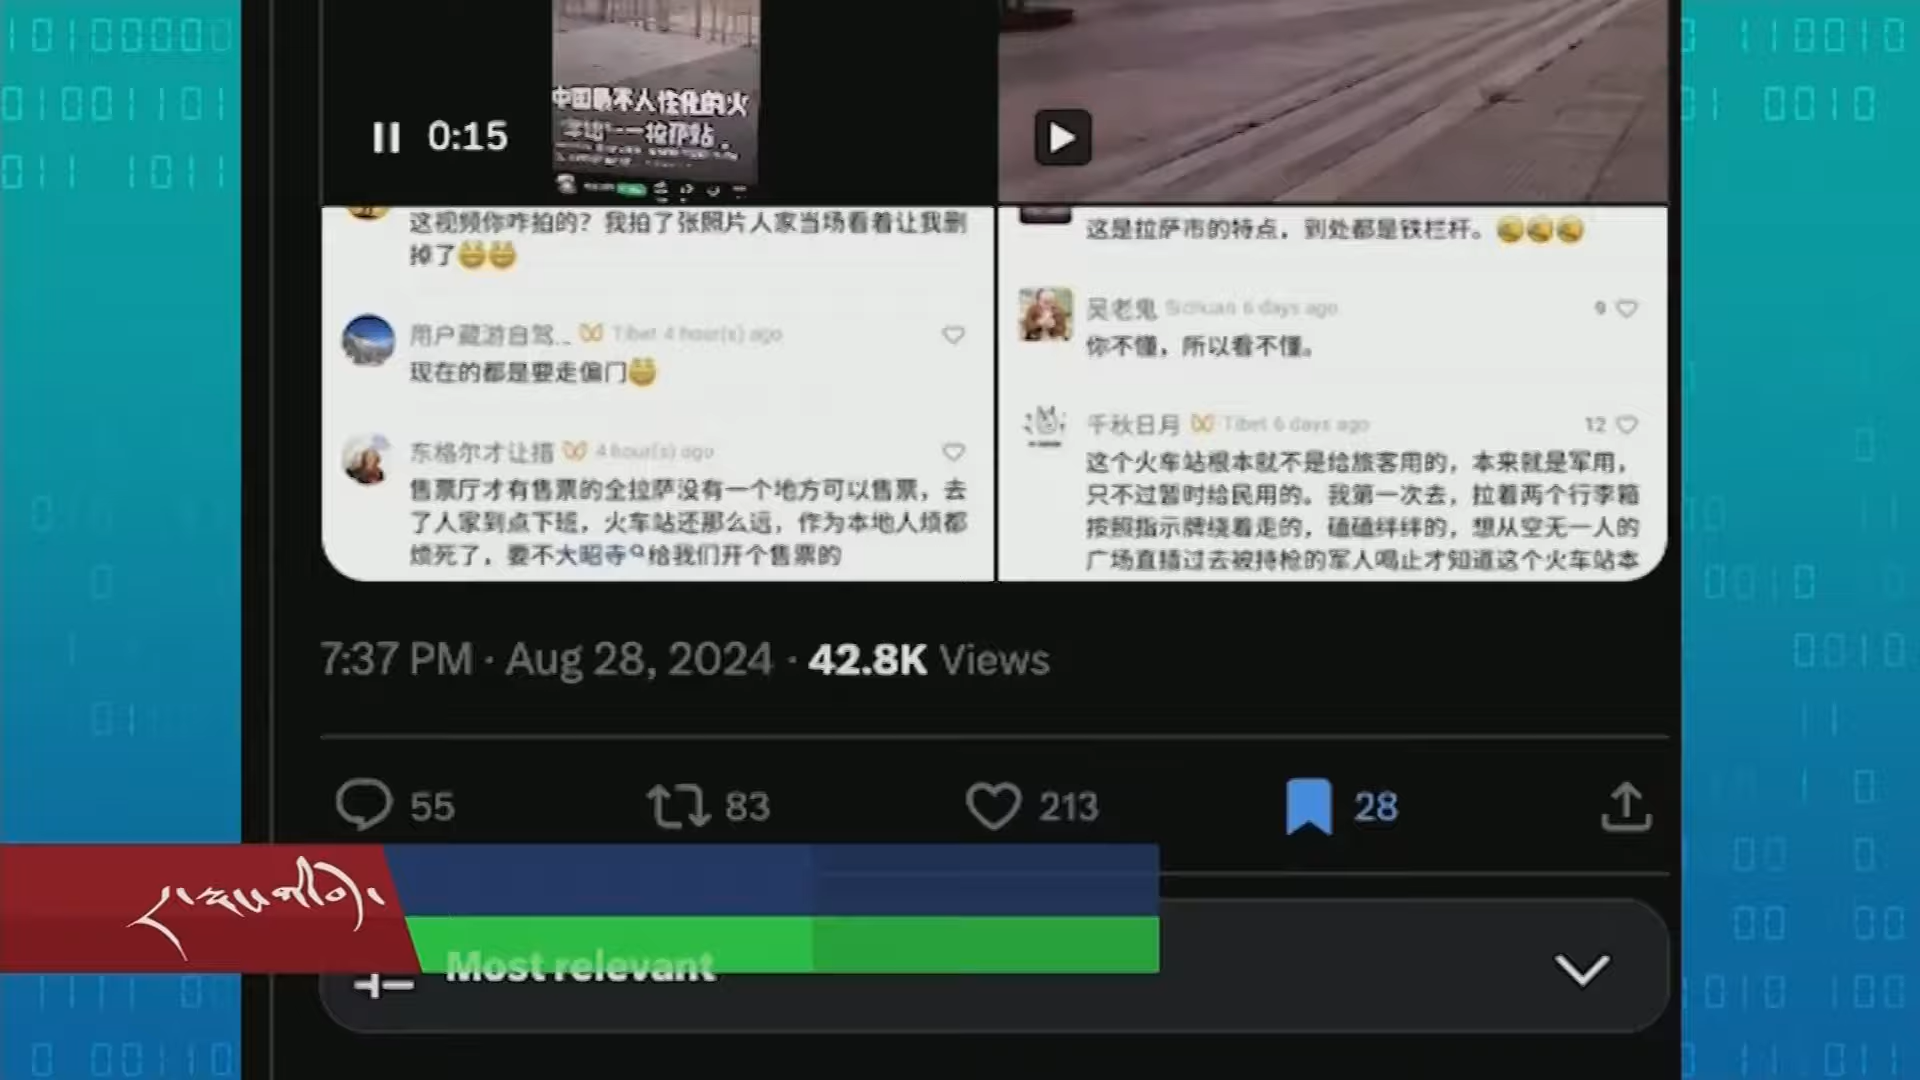 中国最不人性化的火
拉萨站
0:15
这视频你咋拍的？我拍了张照片人家当场看着让我删
掉了
用户藏游自驾... Tibet 4 hour(s) ago
现在的都是要走偏门
东格尔才让措 4 hour(s) ago
售票厅才有售票的全拉萨没有一个地方可以售票，去
了人家到点下班，火车站还那么远，作为本地人烦都
烦死了，要不大昭寺给我们开个售票的
这是拉萨市的特点，到处都是铁栏杆。
吴老鬼 Sichuan 6 days ago 9
你不懂，所以看不懂。
千秋日月 Tibet 6 days ago 12
这个火车站根本就不是给旅客用的，本来就是军用，
只不过暂时给民用的。我第一次去，拉着两个行李箱
按照指示牌绕着走的，磕磕绊绊的，想从空无一人的
广场直插过去被持枪的军人喝止才知道这个火车站本
7:37 PM · Aug 28, 2024 · 42.8K Views
55 83 213 28
Most relevant